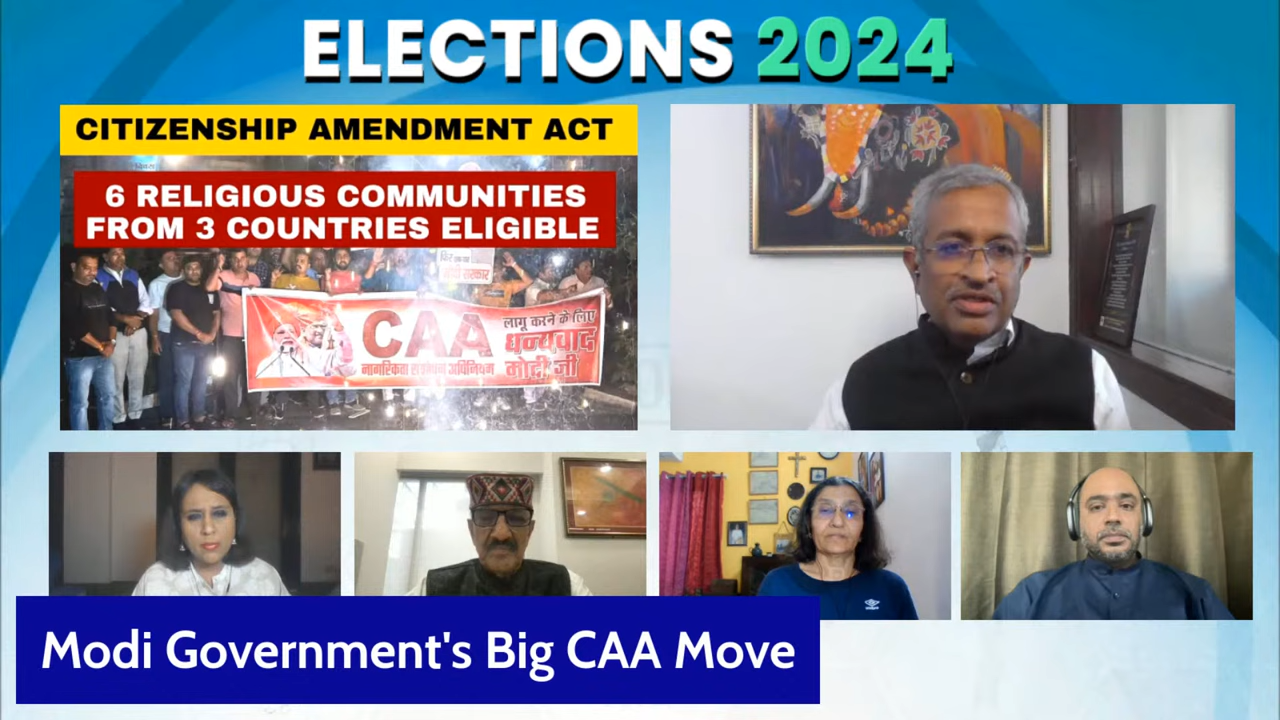 ELECTIONS 2024
CITIZENSHIP AMENDMENT ACT
6 RELIGIOUS COMMUNITIES
FROM 3 COUNTRIES ELIGIBLE
फिर
मोदी सरकार
CAA
नागरिकता संशोधन अधिनियम
लागू करने के लिए
धन्यवाद
मोदी जी
Modi Government's Big CAA Move